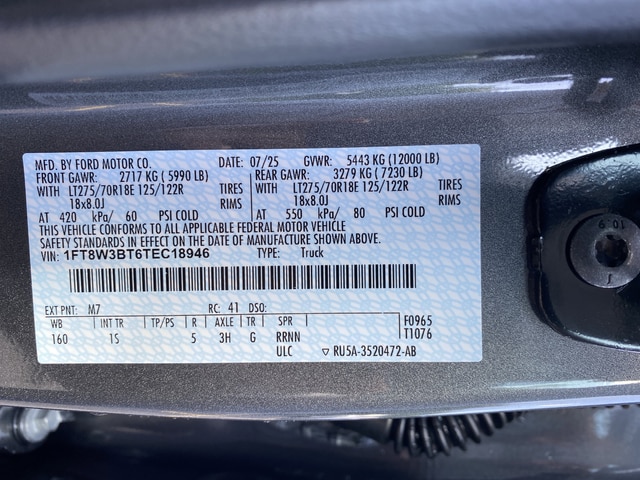 MFD. BY FORD MOTOR CO. DATE: 07/25 GVWR: 5443 KG (12000 LB)
FRONT GAWR: 2717 KG ( 5990 LB) REAR GAWR: 3279 KG ( 7230 LB)
WITH LT275/70R18E 125/122R TIRES WITH LT275/70R18E 125/122R TIRES
18x8.0J RIMS 18x8.0J RIMS
AT 420 kPa/ 60 PSI COLD AT 550 kPa/ 80 PSI COLD
THIS VEHICLE CONFORMS TO ALL APPLICABLE FEDERAL MOTOR VEHICLE
SAFETY STANDARDS IN EFFECT ON THE DATE OF MANUFACTURE SHOWN ABOVE.
VIN: 1FT8W3BT6TEC18946 TYPE: Truck
EXT PNT: M7 RC: 41 DSO:
WB INT TR TP/PS R AXLE TR SPR F0965
160 1S 5 3H G RRNN T1076
ULC RU5A-3520472-AB
10.9